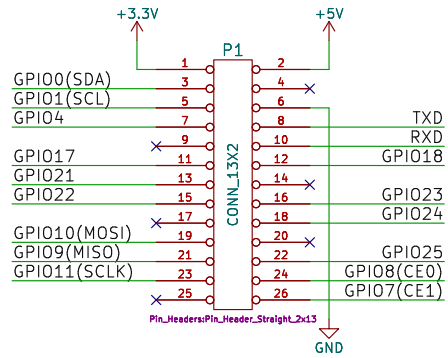 +3.3V +5V
P1
1 2
GPIO0(SDA) 3 4
GPIO1(SCL) 5 6
GPIO4 7 8 TXD
9 10 RXD
GPIO17 11 12 GPIO18
GPIO21 13 14
GPIO22 15 16 GPIO23
17 18 GPIO24
GPIO10(MOSI) 19 20
GPIO9(MISO) 21 22 GPIO25
GPIO11(SCLK) 23 24 GPIO8(CE0)
25 26 GPIO7(CE1)
CONN_13X2
Pin_Headers:Pin_Header_Straight_2x13
GND